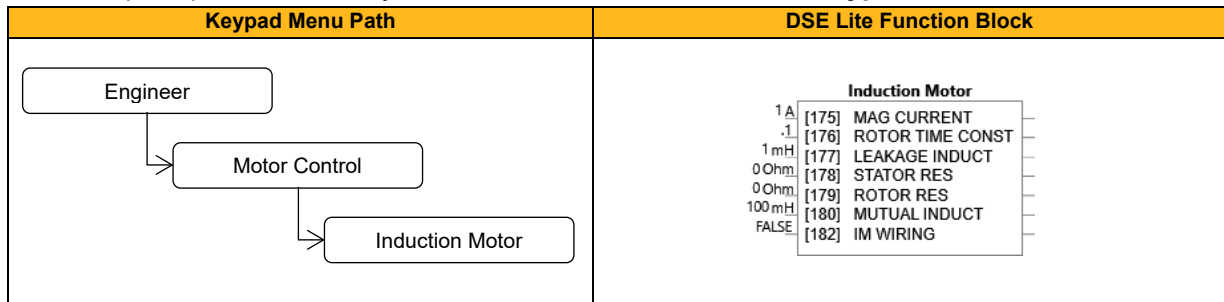 Keypad Menu Path
DSE Lite Function Block
Engineer
Motor Control
Induction Motor
Induction Motor
1 A [175] MAG CURRENT
.1 [176] ROTOR TIME CONST
1 mH [177] LEAKAGE INDUCT
0 Ohm [178] STATOR RES
0 Ohm [179] ROTOR RES
100 mH [180] MUTUAL INDUCT
FALSE [182] IM WIRING